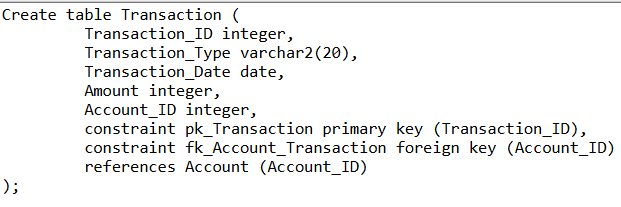 Create table Transaction (
Transaction_ID integer,
Transaction_Type varchar2(20),
Transaction_Date date,
Amount integer,
Account_ID integer,
constraint pk_Transaction primary key (Transaction_ID),
constraint fk_Account_Transaction foreign key (Account_ID)
references Account (Account_ID)
);